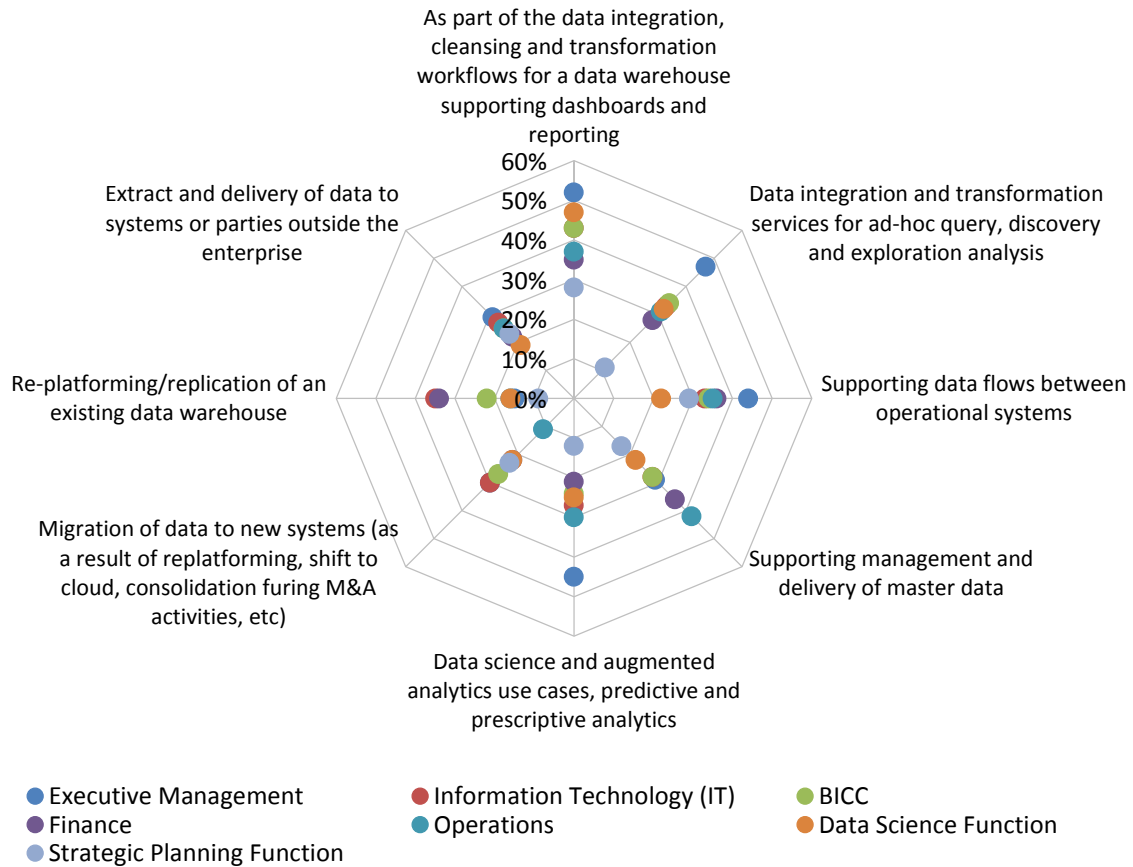 As part of the data integration,
cleansing and transformation
workflows for a data warehouse
supporting dashboards and
reporting
60%
50%
40%
30%
20%
10%
0%
Data integration and transformation
services for ad-hoc query, discovery
and exploration analysis
Supporting data flows between
operational systems
Supporting management and
delivery of master data
Data science and augmented
analytics use cases, predictive and
prescriptive analytics
Migration of data to new systems (as
a result of replatforming, shift to
cloud, consolidation furing M&A
activities, etc)
Re-platforming/replication of an
existing data warehouse
Extract and delivery of data to
systems or parties outside the
enterprise
Executive Management
Information Technology (IT)
BICC
Finance
Operations
Data Science Function
Strategic Planning Function